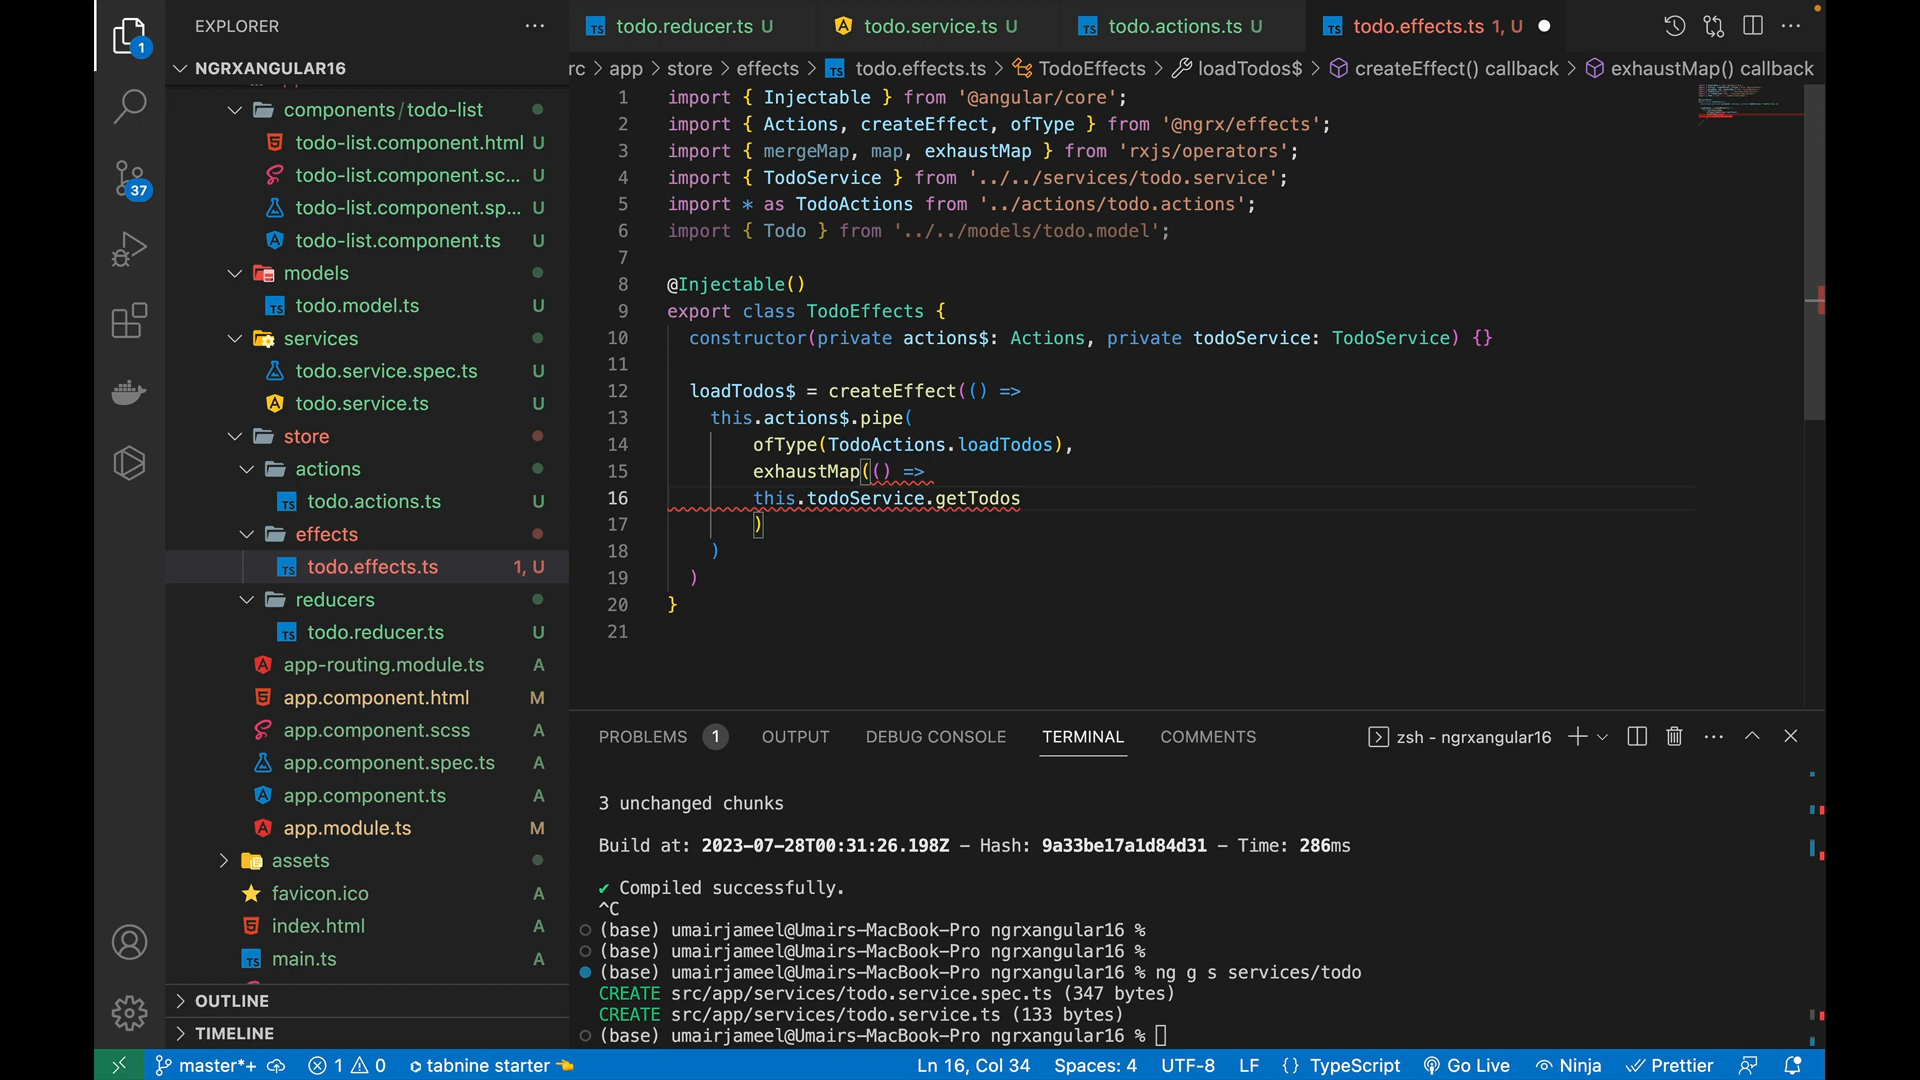 EXPLORER
1
NGRXANGULAR16
components/todo-list
todo-list.component.html U
todo-list.component.sc... U
37
todo-list.component.sp... U
todo-list.component.ts U
models
todo.model.ts U
services
todo.service.spec.ts U
todo.service.ts U
store
actions
todo.actions.ts U
effects
todo.effects.ts 1, U
reducers
todo.reducer.ts U
app-routing.module.ts A
app.component.html M
app.component.scss A
app.component.spec.ts A
app.component.ts A
app.module.ts M
assets
favicon.ico A
index.html A
main.ts A
OUTLINE
TIMELINE
todo.reducer.ts U todo.service.ts U todo.actions.ts U todo.effects.ts 1, U
rc > app > store > effects > todo.effects.ts > TodoEffects > loadTodos$ > createEffect() callback > exhaustMap() callback
1 import { Injectable } from '@angular/core';
2 import { Actions, createEffect, ofType } from '@ngrx/effects';
3 import { mergeMap, map, exhaustMap } from 'rxjs/operators';
4 import { TodoService } from '../../services/todo.service';
5 import * as TodoActions from '../actions/todo.actions';
6 import { Todo } from '../../models/todo.model';
7
8 @Injectable()
9 export class TodoEffects {
10 constructor(private actions$: Actions, private todoService: TodoService) {}
11
12 loadTodos$ = createEffect(() =>
13 this.actions$.pipe(
14 ofType(TodoActions.loadTodos),
15 exhaustMap(() =>
16 this.todoService.getTodos
17 )
18 )
19 )
20 }
21
PROBLEMS 1 OUTPUT DEBUG CONSOLE TERMINAL COMMENTS zsh - ngrxangular16
3 unchanged chunks
Build at: 2023-07-28T00:31:26.198Z - Hash: 9a33be17a1d84d31 - Time: 286ms
✔ Compiled successfully.
^C
(base) umairjameel@Umairs-MacBook-Pro ngrxangular16 %
(base) umairjameel@Umairs-MacBook-Pro ngrxangular16 %
(base) umairjameel@Umairs-MacBook-Pro ngrxangular16 % ng g s services/todo
CREATE src/app/services/todo.service.spec.ts (347 bytes)
CREATE src/app/services/todo.service.ts (133 bytes)
(base) umairjameel@Umairs-MacBook-Pro ngrxangular16 %
master*+ 1 0 tabnine starter 👈 Ln 16, Col 34 Spaces: 4 UTF-8 LF {} TypeScript Go Live Ninja Prettier